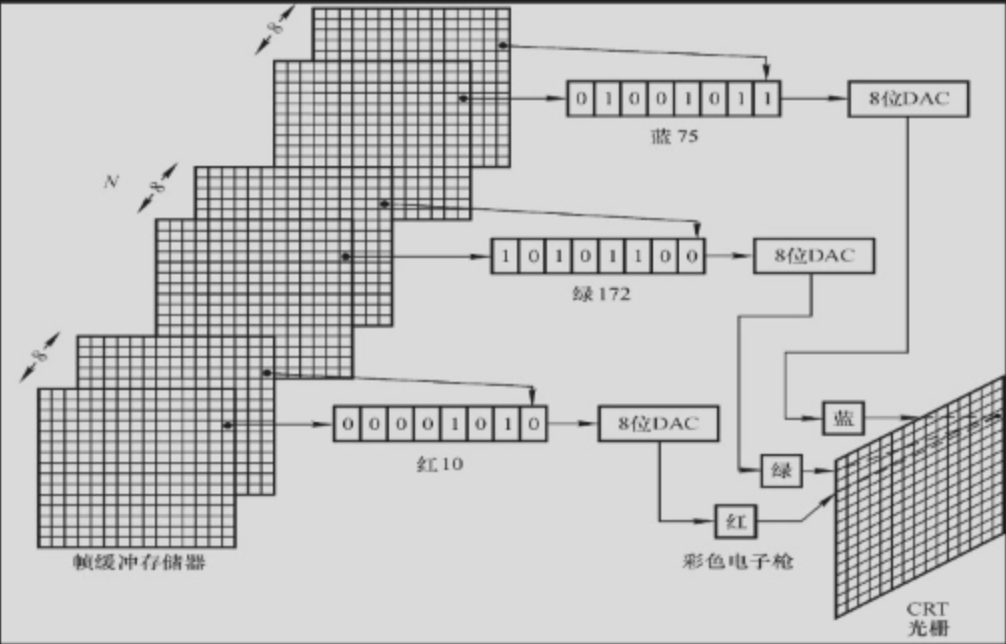 8
0 1 0 0 1 0 1 1
8位DAC
蓝 75
N
8
1 0 1 0 1 1 0 0
8位DAC
绿 172
8
0 0 0 0 1 0 1 0
8位DAC
红 10
蓝
绿
红
帧缓冲存储器
彩色电子枪
CRT
光栅